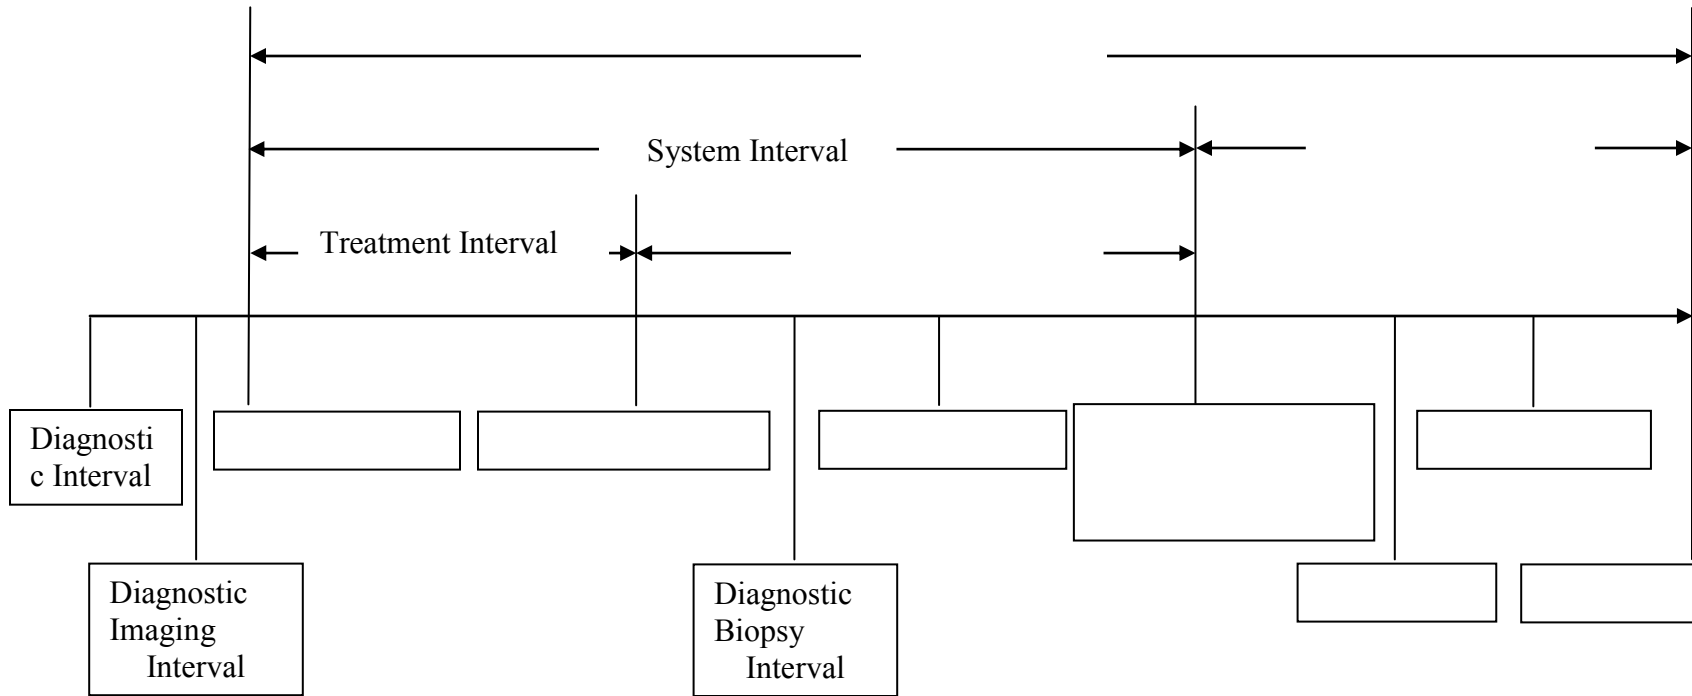 System Interval
Treatment Interval
Diagnosti
c Interval
Diagnostic
Imaging
Interval
Diagnostic
Biopsy
Interval